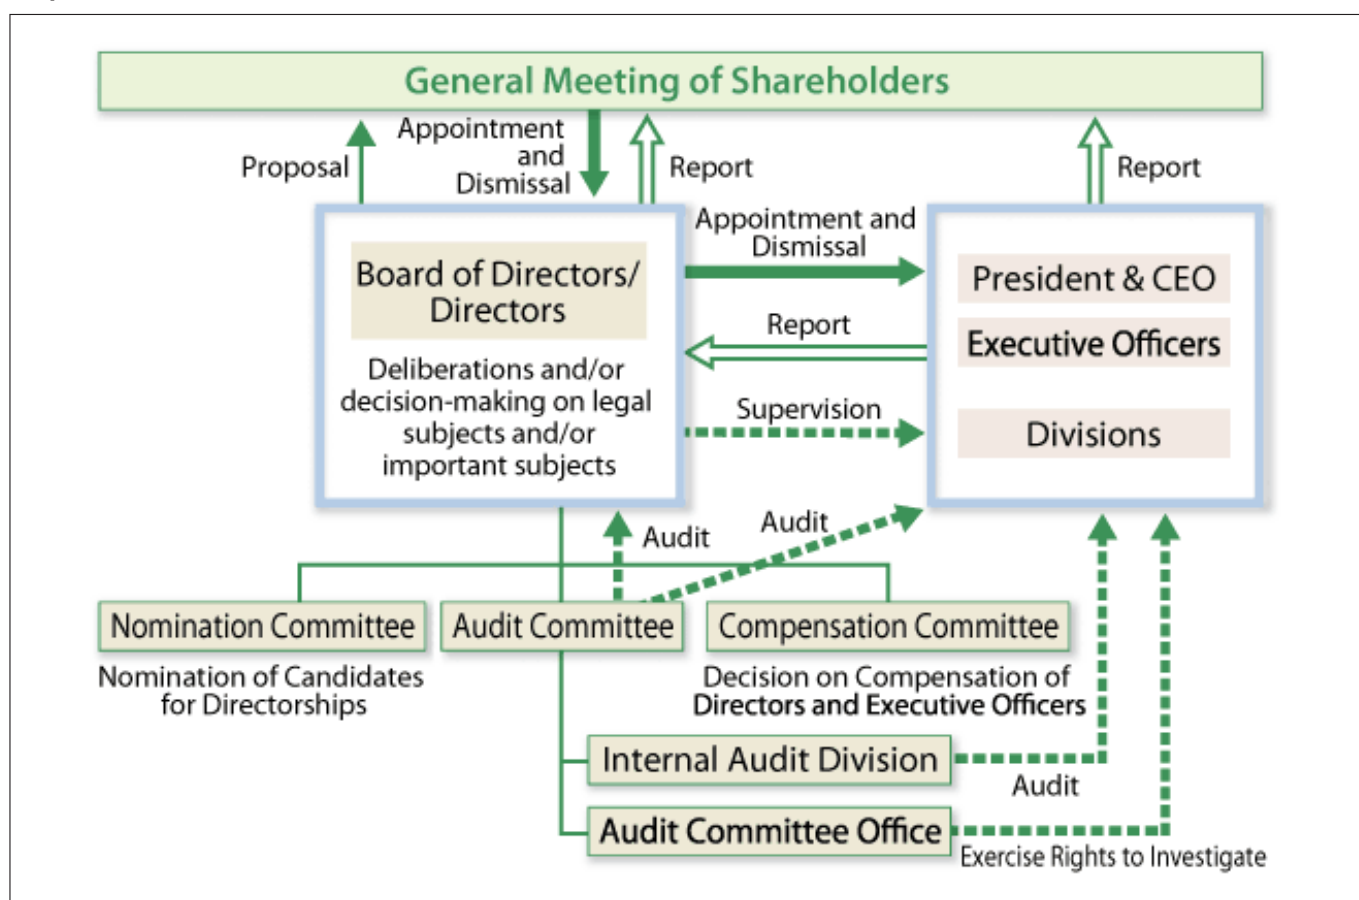 General Meeting of Shareholders
Proposal
Appointment
and
Dismissal
Report
Report
Appointment and
Dismissal
Board of Directors/
Directors
Deliberations and/or
decision-making on legal
subjects and/or
important subjects
Report
Supervision
President & CEO
Executive Officers
Divisions
Audit
Audit
Nomination Committee
Audit Committee
Compensation Committee
Nomination of Candidates
for Directorships
Decision on Compensation of
Directors and Executive Officers
Internal Audit Division
Audit
Audit Committee Office
Exercise Rights to Investigate